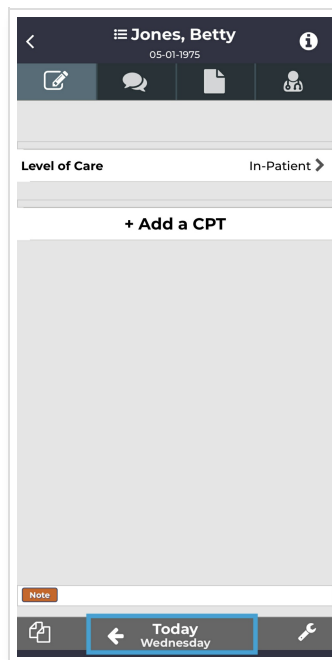 Jones, Betty
05-01-1975
Level of Care In-Patient
+ Add a CPT
Note
Today
Wednesday